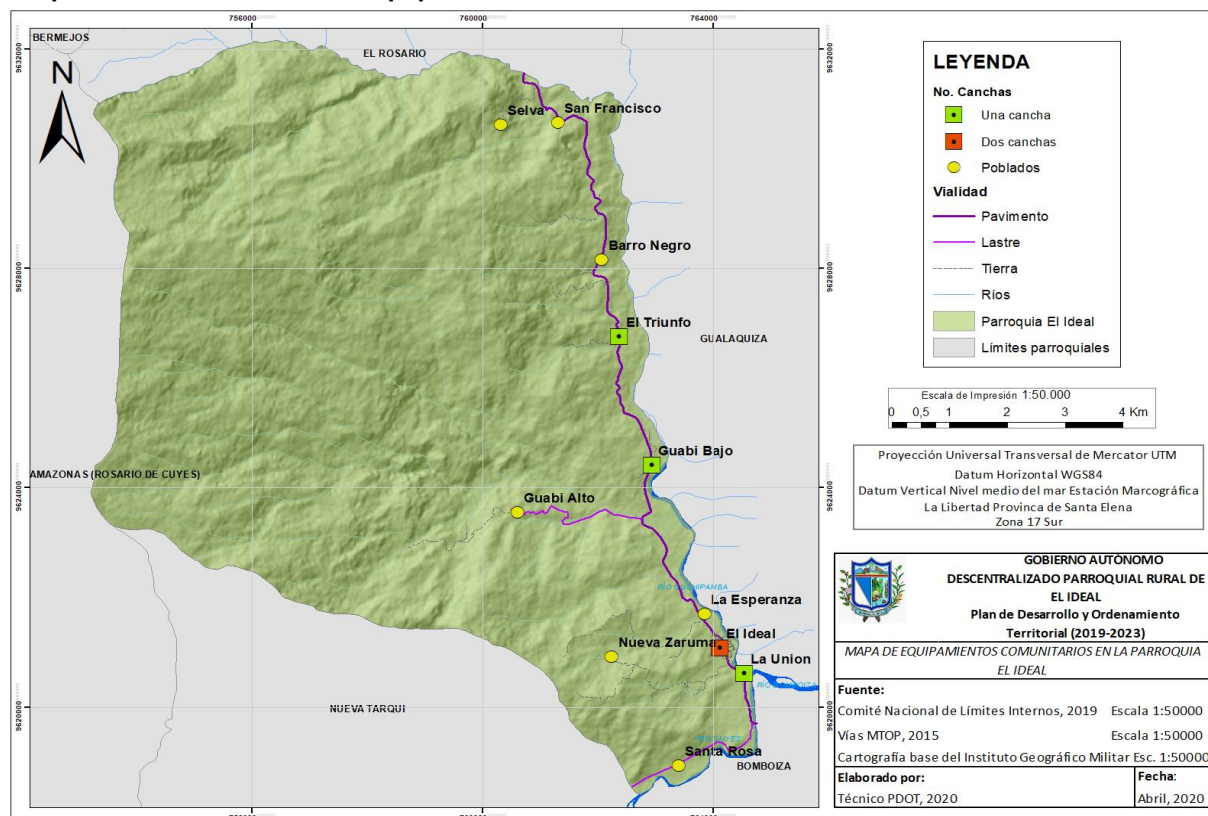 756000
760000
764000
9632000
9632000
9628000
9628000
9624000
9624000
9620000
9620000
BERMEJOS
EL ROSARIO
N
Selva
San Francisco
Barro Negro
El Triunfo
GUALAQUIZA
Guabi Bajo
AMAZONAS (ROSARIO DE CUYES)
Guabi Alto
La Esperanza
El Ideal
Nueva Zaruma
La Union
NUEVA TARQUI
Santa Rosa
BOMBOIZA
LEYENDA
No. Canchas
Una cancha
Dos canchas
Poblados
Vialidad
Pavimento
Lastre
Tierra
Ríos
Parroquia El Ideal
Límites parroquiales
Escala de Impresión 1:50.000
0 0,5 1 2 3 4 Km
Proyección Universal Transversal de Mercator UTM
Datum Horizontal WGS84
Datum Vertical Nivel medio del mar Estación Marcográfica
La Libertad Provinca de Santa Elena
Zona 17 Sur
GOBIERNO AUTÓNOMO
DESCENTRALIZADO PARROQUIAL RURAL DE
EL IDEAL
Plan de Desarrollo y Ordenamiento
Territorial (2019-2023)
MAPA DE EQUIPAMIENTOS COMUNITARIOS EN LA PARROQUIA
EL IDEAL
Fuente:
Comité Nacional de Límites Internos, 2019 Escala 1:50000
Vías MTOP, 2015 Escala 1:50000
Cartografía base del Instituto Geográfico Militar Esc. 1:50000
Elaborado por:
Técnico PDOT, 2020
Fecha:
Abril, 2020